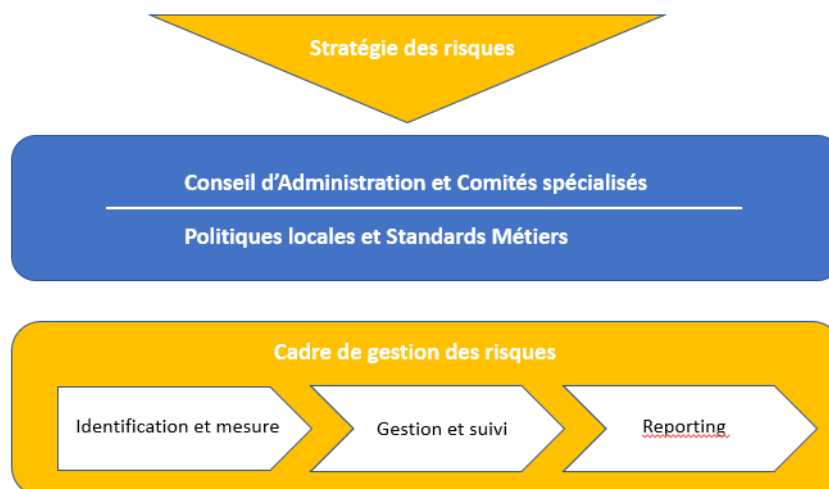 Stratégie des risques
Conseil d'Administration et Comités spécialisés
Politiques locales et Standards Métiers
Cadre de gestion des risques
Identification et mesure
Gestion et suivi
Reporting